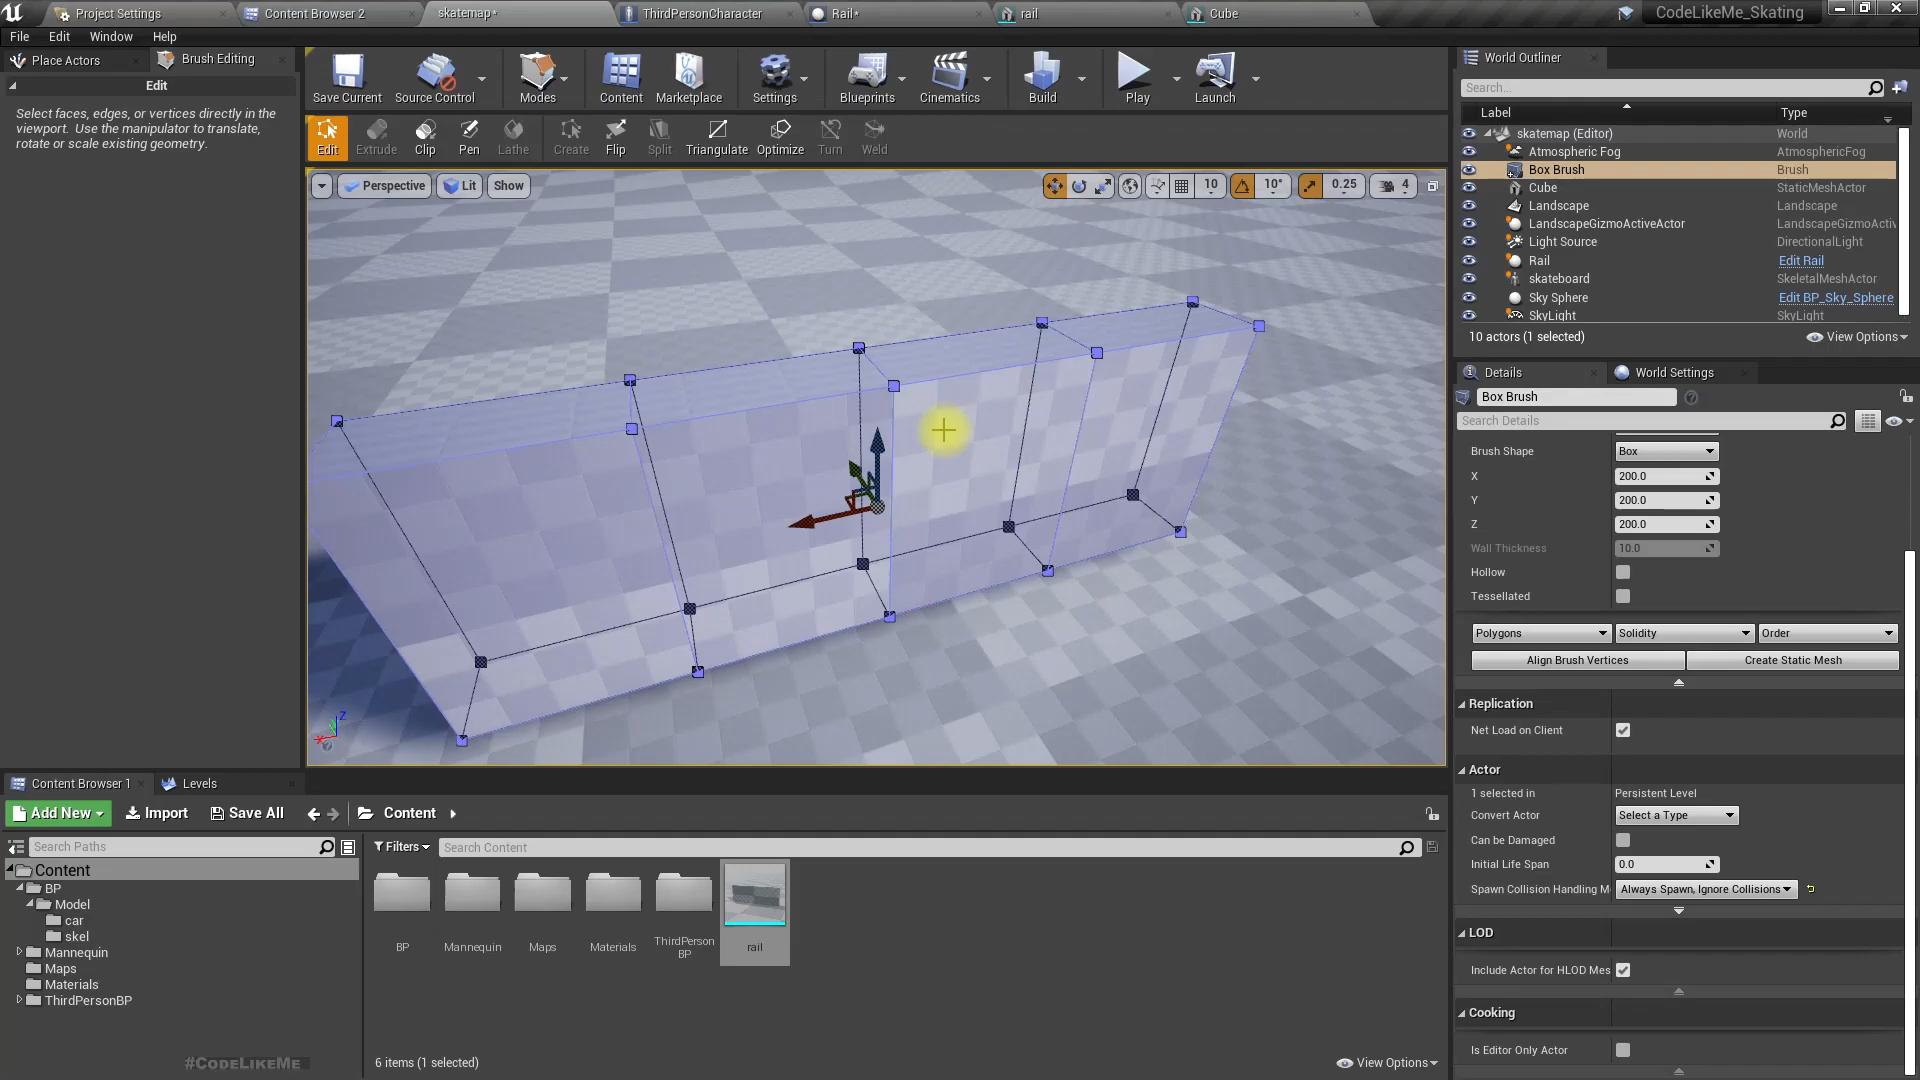 Project Settings
Content Browser 2
skatemap*
ThirdPersonCharacter
Rail*
rail
Cube
CodeLikeMe_Skating
File
Edit
Window
Help
Place Actors
Brush Editing
Edit
Select faces, edges, or vertices directly in the
viewport. Use the manipulator to translate,
rotate or scale existing geometry.
Save Current
Source Control
Modes
Content
Marketplace
Settings
Blueprints
Cinematics
Build
Play
Launch
Edit
Extrude
Clip
Pen
Lathe
Create
Flip
Split
Triangulate
Optimize
Turn
Weld
Perspective
Lit
Show
10
10°
0.25
4
Z
World Outliner
Search...
Label
Type
skatemap (Editor)
World
Atmospheric Fog
AtmosphericFog
Box Brush
Brush
Cube
StaticMeshActor
Landscape
Landscape
LandscapeGizmoActiveActor
LandscapeGizmoActiv
Light Source
DirectionalLight
Rail
Edit Rail
skateboard
SkeletalMeshActor
Sky Sphere
Edit BP_Sky_Sphere
SkyLight
SkyLight
10 actors (1 selected)
View Options
Details
World Settings
Box Brush
Search Details
Brush Shape
Box
X
200.0
Y
200.0
Z
200.0
Wall Thickness
10.0
Hollow
Tessellated
Polygons
Solidity
Order
Align Brush Vertices
Create Static Mesh
Replication
Net Load on Client
Actor
1 selected in
Persistent Level
Convert Actor
Select a Type
Can be Damaged
Initial Life Span
0.0
Spawn Collision Handling M
Always Spawn, Ignore Collisions
LOD
Include Actor for HLOD Mes
Cooking
Is Editor Only Actor
Content Browser 1
Levels
Add New
Import
Save All
Content
Search Paths
Filters
Search Content
Content
BP
Model
car
skel
Mannequin
Maps
Materials
ThirdPersonBP
BP
Mannequin
Maps
Materials
ThirdPerson
BP
rail
#CodeLikeMe
6 items (1 selected)
View Options